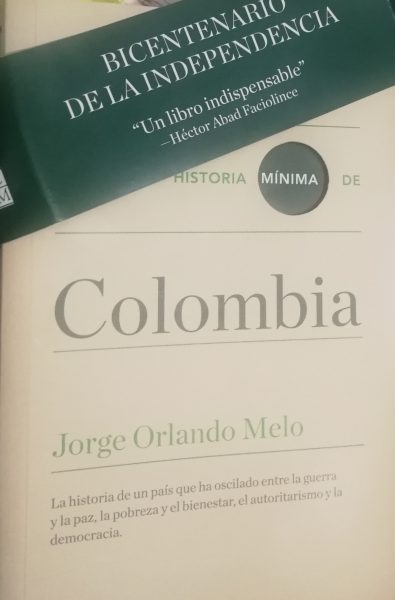 BICENTENARIO
DE LA INDEPENDENCIA
“Un libro indispensable”
—Héctor Abad Faciolince
HISTORIA MÍNIMA DE
Colombia
Jorge Orlando Melo
La historia de un país que ha oscilado entre la guerra
y la paz, la pobreza y el bienestar, el autoritarismo y la
democracia.